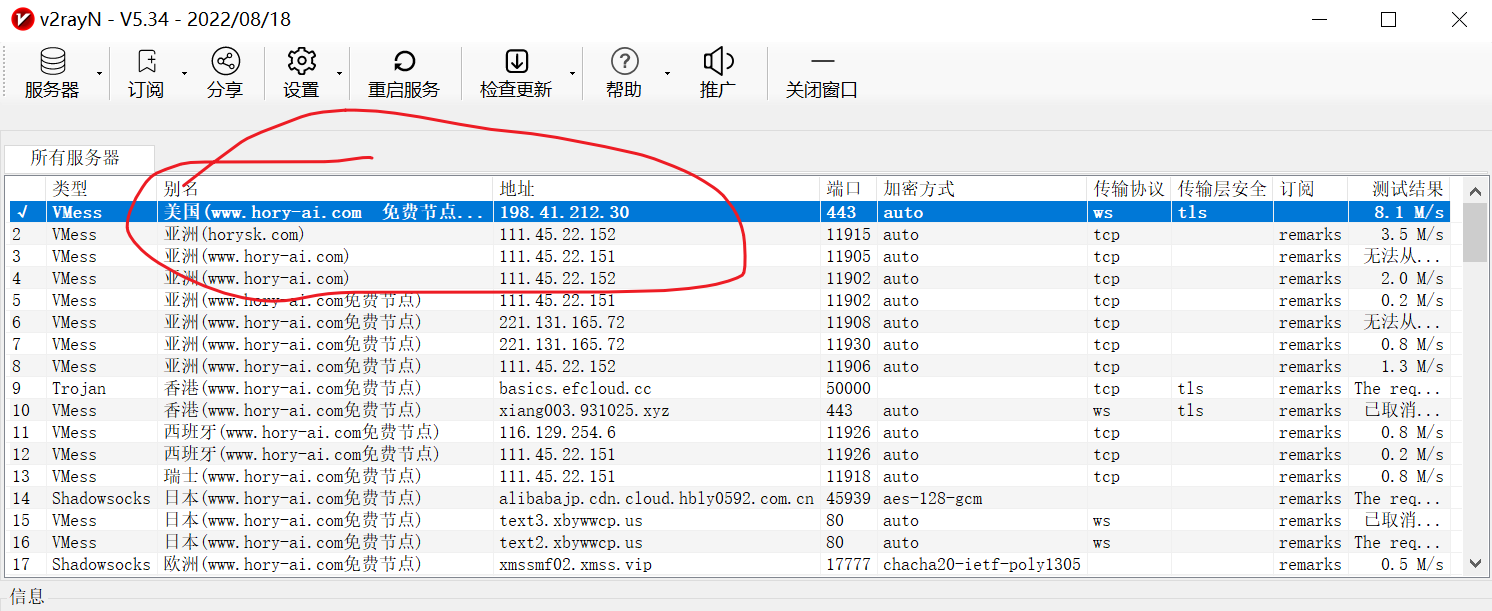 v2rayN - V5.34 - 2022/08/18
服务器 订阅 分享 设置 重启服务 检查更新 帮助 推广 关闭窗口
所有服务器
类型 别名 地址 端口 加密方式 传输协议 传输层安全 订阅 测试结果
√ VMess 美国(www.hory-ai.com 免费节点... 198.41.212.30 443 auto ws tls 8.1 M/s
2 VMess 亚洲(horysk.com) 111.45.22.152 11915 auto tcp remarks 3.5 M/s
3 VMess 亚洲(www.hory-ai.com) 111.45.22.151 11905 auto tcp remarks 无法从...
4 VMess 亚洲(www.hory-ai.com) 111.45.22.152 11902 auto tcp remarks 2.0 M/s
5 VMess 亚洲(www.hory-ai.com免费节点) 111.45.22.151 11902 auto tcp remarks 0.2 M/s
6 VMess 亚洲(www.hory-ai.com免费节点) 221.131.165.72 11908 auto tcp remarks 无法从...
7 VMess 亚洲(www.hory-ai.com免费节点) 221.131.165.72 11930 auto tcp remarks 0.8 M/s
8 VMess 亚洲(www.hory-ai.com免费节点) 111.45.22.152 11906 auto tcp remarks 1.3 M/s
9 Trojan 香港(www.hory-ai.com免费节点) basics.efcloud.cc 50000 tcp tls remarks The req...
10 VMess 香港(www.hory-ai.com免费节点) xiang003.931025.xyz 443 auto ws tls remarks 已取消...
11 VMess 西班牙(www.hory-ai.com免费节点) 116.129.254.6 11926 auto tcp remarks 0.8 M/s
12 VMess 西班牙(www.hory-ai.com免费节点) 111.45.22.151 11926 auto tcp remarks 0.2 M/s
13 VMess 瑞士(www.hory-ai.com免费节点) 111.45.22.151 11918 auto tcp remarks 0.8 M/s
14 Shadowsocks 日本(www.hory-ai.com免费节点) alibabajp.cdn.cloud.hbly0592.com.cn 45939 aes-128-gcm remarks The req...
15 VMess 日本(www.hory-ai.com免费节点) text3.xbywwcp.us 80 auto ws remarks 已取消...
16 VMess 日本(www.hory-ai.com免费节点) text2.xbywwcp.us 80 auto ws remarks The req...
17 Shadowsocks 欧洲(www.hory-ai.com免费节点) xmssmf02.xmss.vip 17777 chacha20-ietf-poly1305 remarks 0.5 M/s
信息